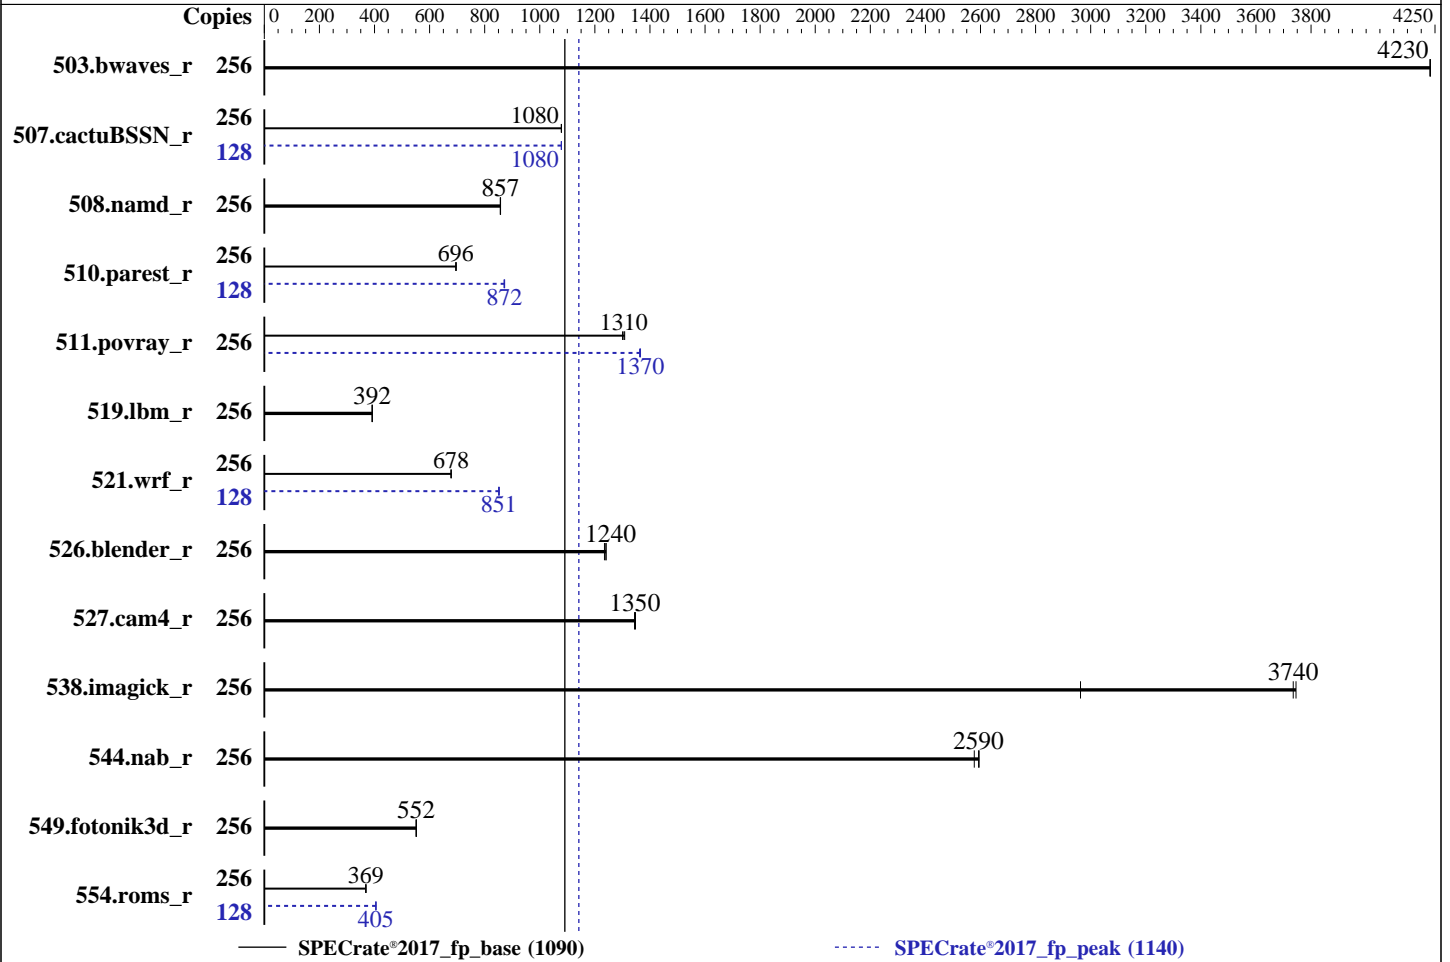 Copies 0 200 400 600 800 1000 1200 1400 1600 1800 2000 2200 2400 2600 2800 3000 3200 3400 3600 3800 4250
503.bwaves_r 256 4230
507.cactuBSSN_r 256 1080
128 1080
508.namd_r 256 857
510.parest_r 256 696
128 872
511.povray_r 256 1310
1370
519.lbm_r 256 392
521.wrf_r 256 678
128 851
526.blender_r 256 1240
527.cam4_r 256 1350
538.imagick_r 256 3740
544.nab_r 256 2590
549.fotonik3d_r 256 552
554.roms_r 256 369
128 405
SPECrate®2017_fp_base (1090) SPECrate®2017_fp_peak (1140)